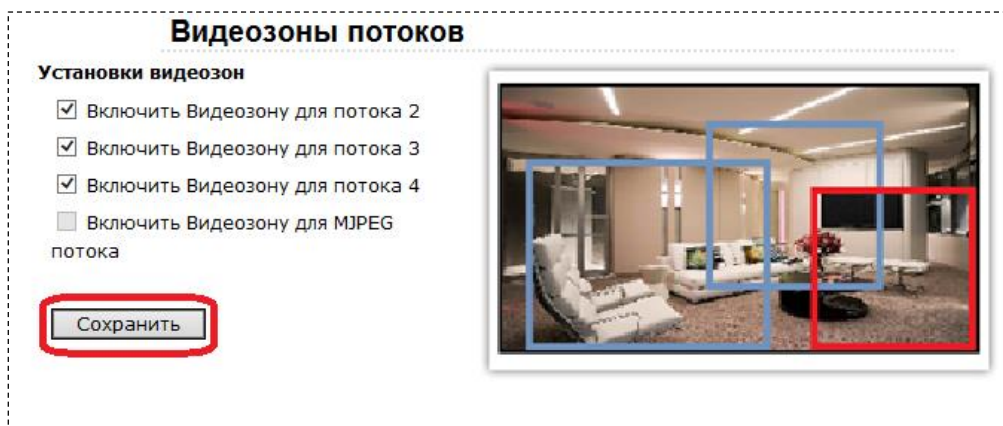 Видеозоны потоков
Установки видеозон
Включить Видеозону для потока 2
Включить Видеозону для потока 3
Включить Видеозону для потока 4
Включить Видеозону для MJPEG
потока
Сохранить